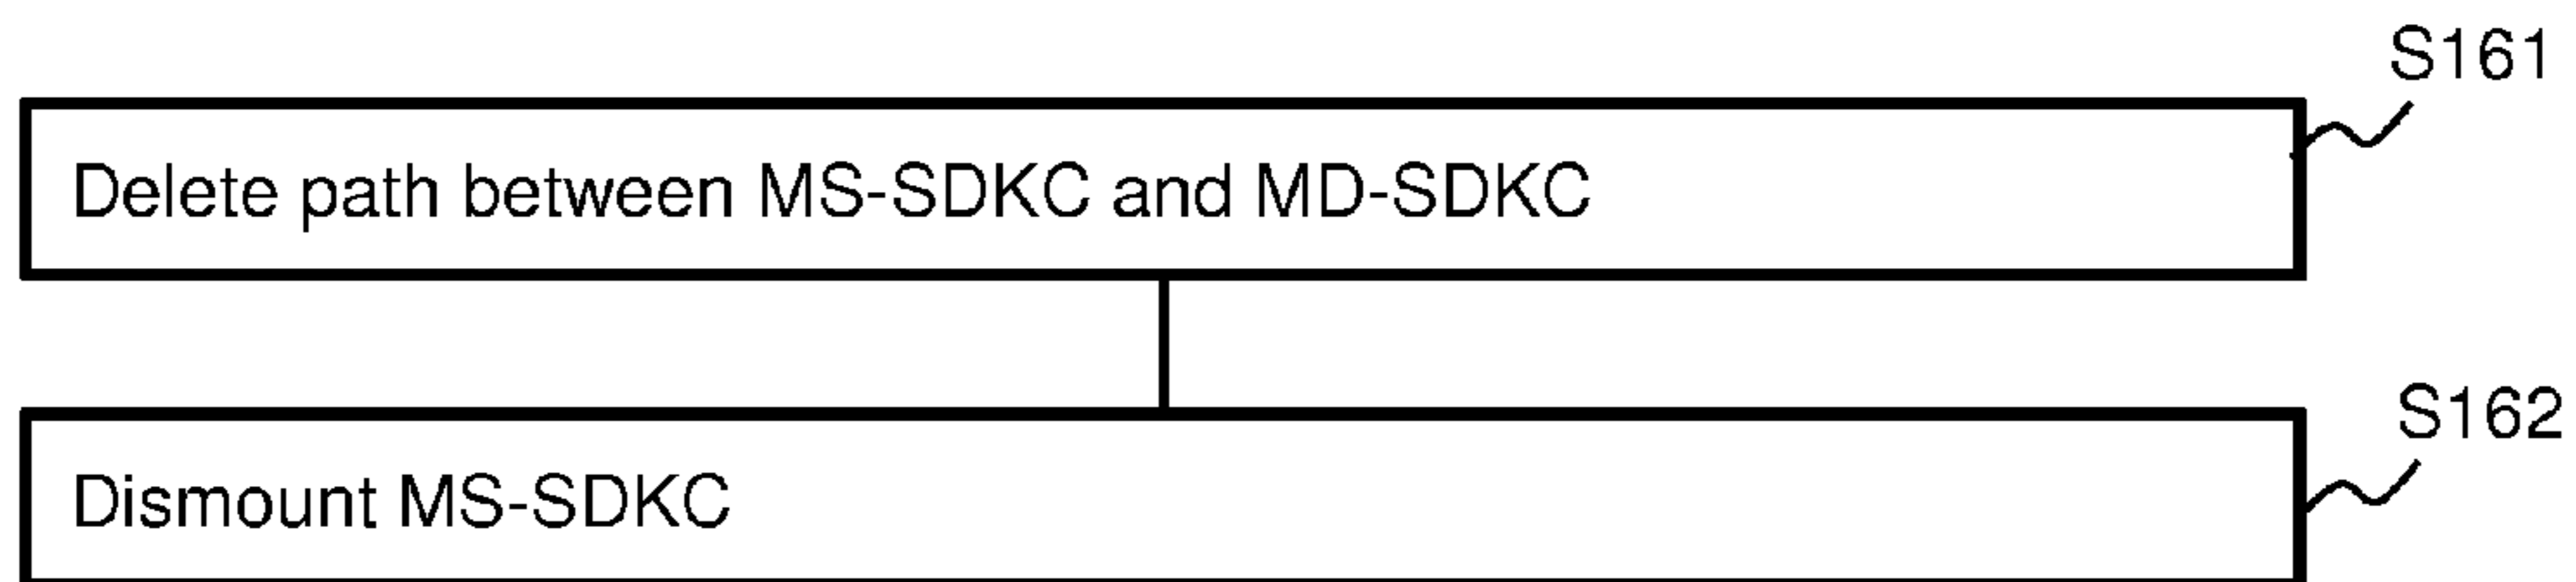 S161
Delete path between MS-SDKC and MD-SDKC
S162
Dismount MS-SDKC